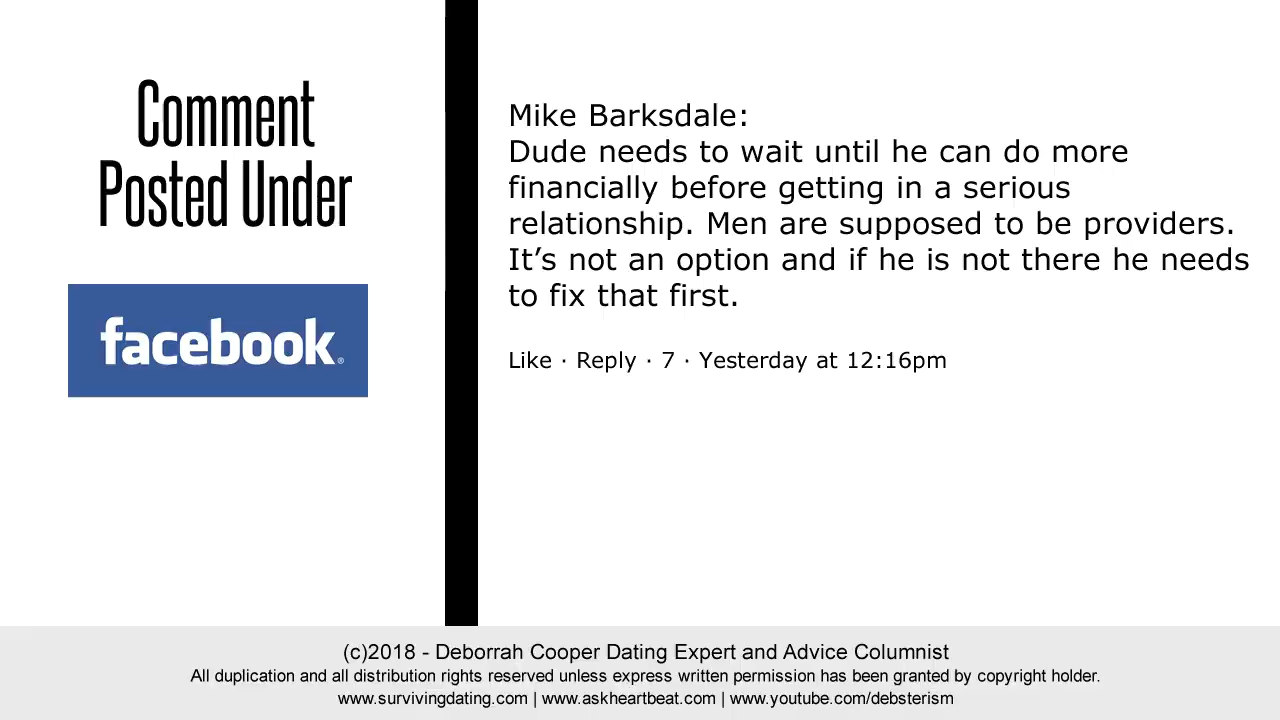 Comment
Posted Under
facebook®
Mike Barksdale:
Dude needs to wait until he can do more
financially before getting in a serious
relationship. Men are supposed to be providers.
It’s not an option and if he is not there he needs
to fix that first.
Like · Reply · 7 · Yesterday at 12:16pm
(c)2018 - Deborrah Cooper Dating Expert and Advice Columnist
All duplication and all distribution rights reserved unless express written permission has been granted by copyright holder.
www.survivingdating.com | www.askheartbeat.com | www.youtube.com/debsterism